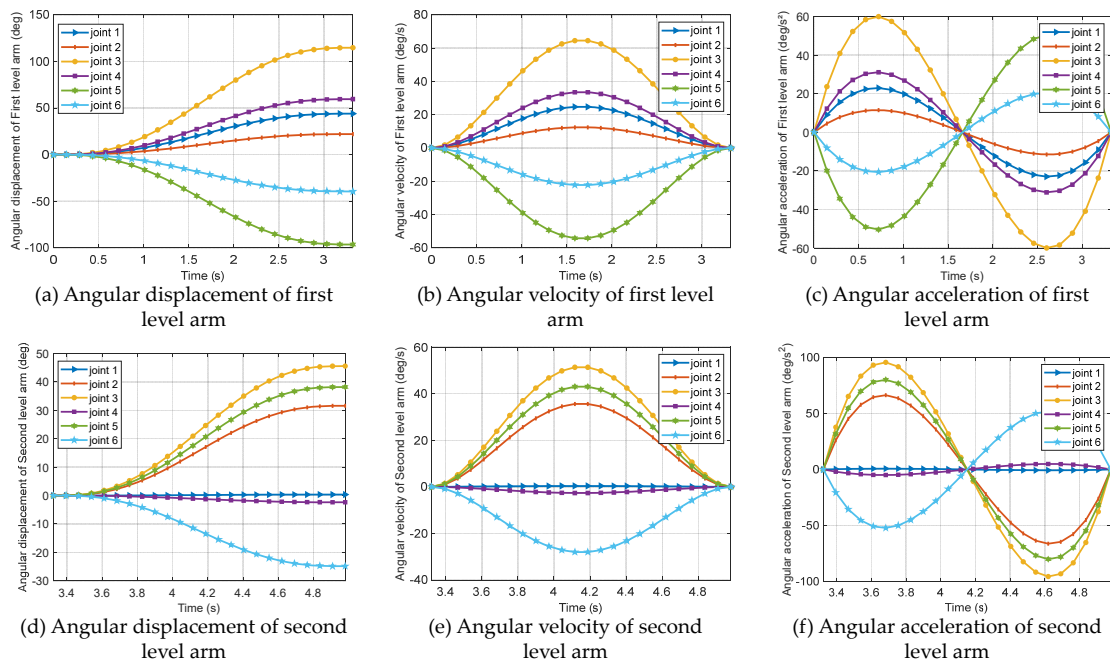 Angular displacement of First level arm (deg)
150
100
50
0
-50
-100
joint 1
joint 2
joint 3
joint 4
joint 5
joint 6
0 0.5 1 1.5 2 2.5 3
Time (s)
(a) Angular displacement of first
level arm
Angular velocity of First level arm (deg/s)
100
80
60
40
20
0
-20
-40
-60
joint 1
joint 2
joint 3
joint 4
joint 5
joint 6
0 0.5 1 1.5 2 2.5 3
Time (s)
(b) Angular velocity of first level
arm
Angular acceleration of First level arm (deg/s²)
60
40
20
0
-20
-40
-60
joint 1
joint 2
joint 3
joint 4
joint 5
joint 6
0 0.5 1 1.5 2 2.5 3
Time (s)
(c) Angular acceleration of first
level arm
Angular displacement of Second level arm (deg)
50
40
30
20
10
0
-10
-20
-30
joint 1
joint 2
joint 3
joint 4
joint 5
joint 6
3.4 3.6 3.8 4 4.2 4.4 4.6 4.8
Time (s)
(d) Angular displacement of second
level arm
Angular velocity of Second level arm (deg/s)
60
40
20
0
-20
-40
joint 1
joint 2
joint 3
joint 4
joint 5
joint 6
3.4 3.6 3.8 4 4.2 4.4 4.6 4.8
Time (s)
(e) Angular velocity of second
level arm
Angular acceleration of Second level arm (deg/s²)
100
50
0
-50
-100
joint 1
joint 2
joint 3
joint 4
joint 5
joint 6
3.4 3.6 3.8 4 4.2 4.4 4.6 4.8
Time (s)
(f) Angular acceleration of second
level arm